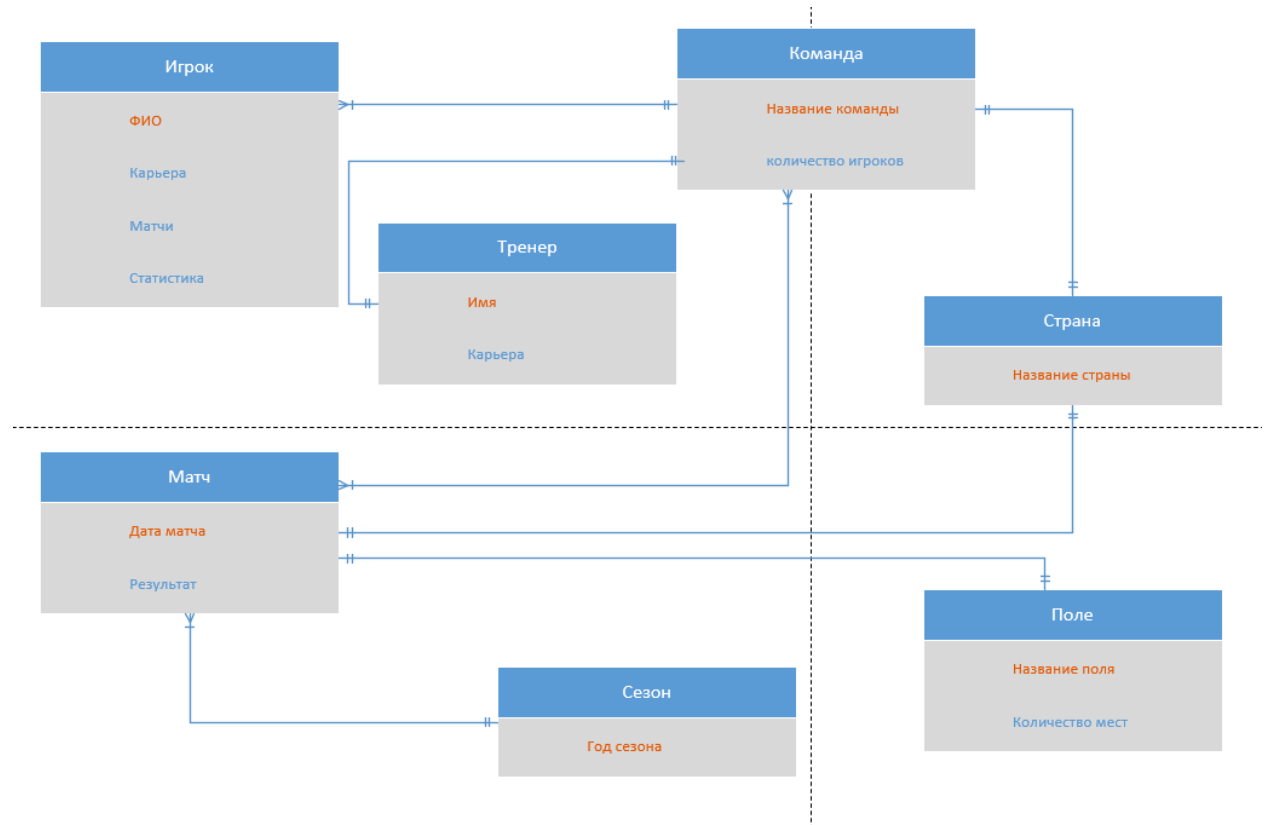 Игрок
ФИО
Карьера
Матчи
Статистика
Команда
Название команды
количество игроков
Тренер
Имя
Карьера
Страна
Название страны
Матч
Дата матча
Результат
Поле
Название поля
Количество мест
Сезон
Год сезона